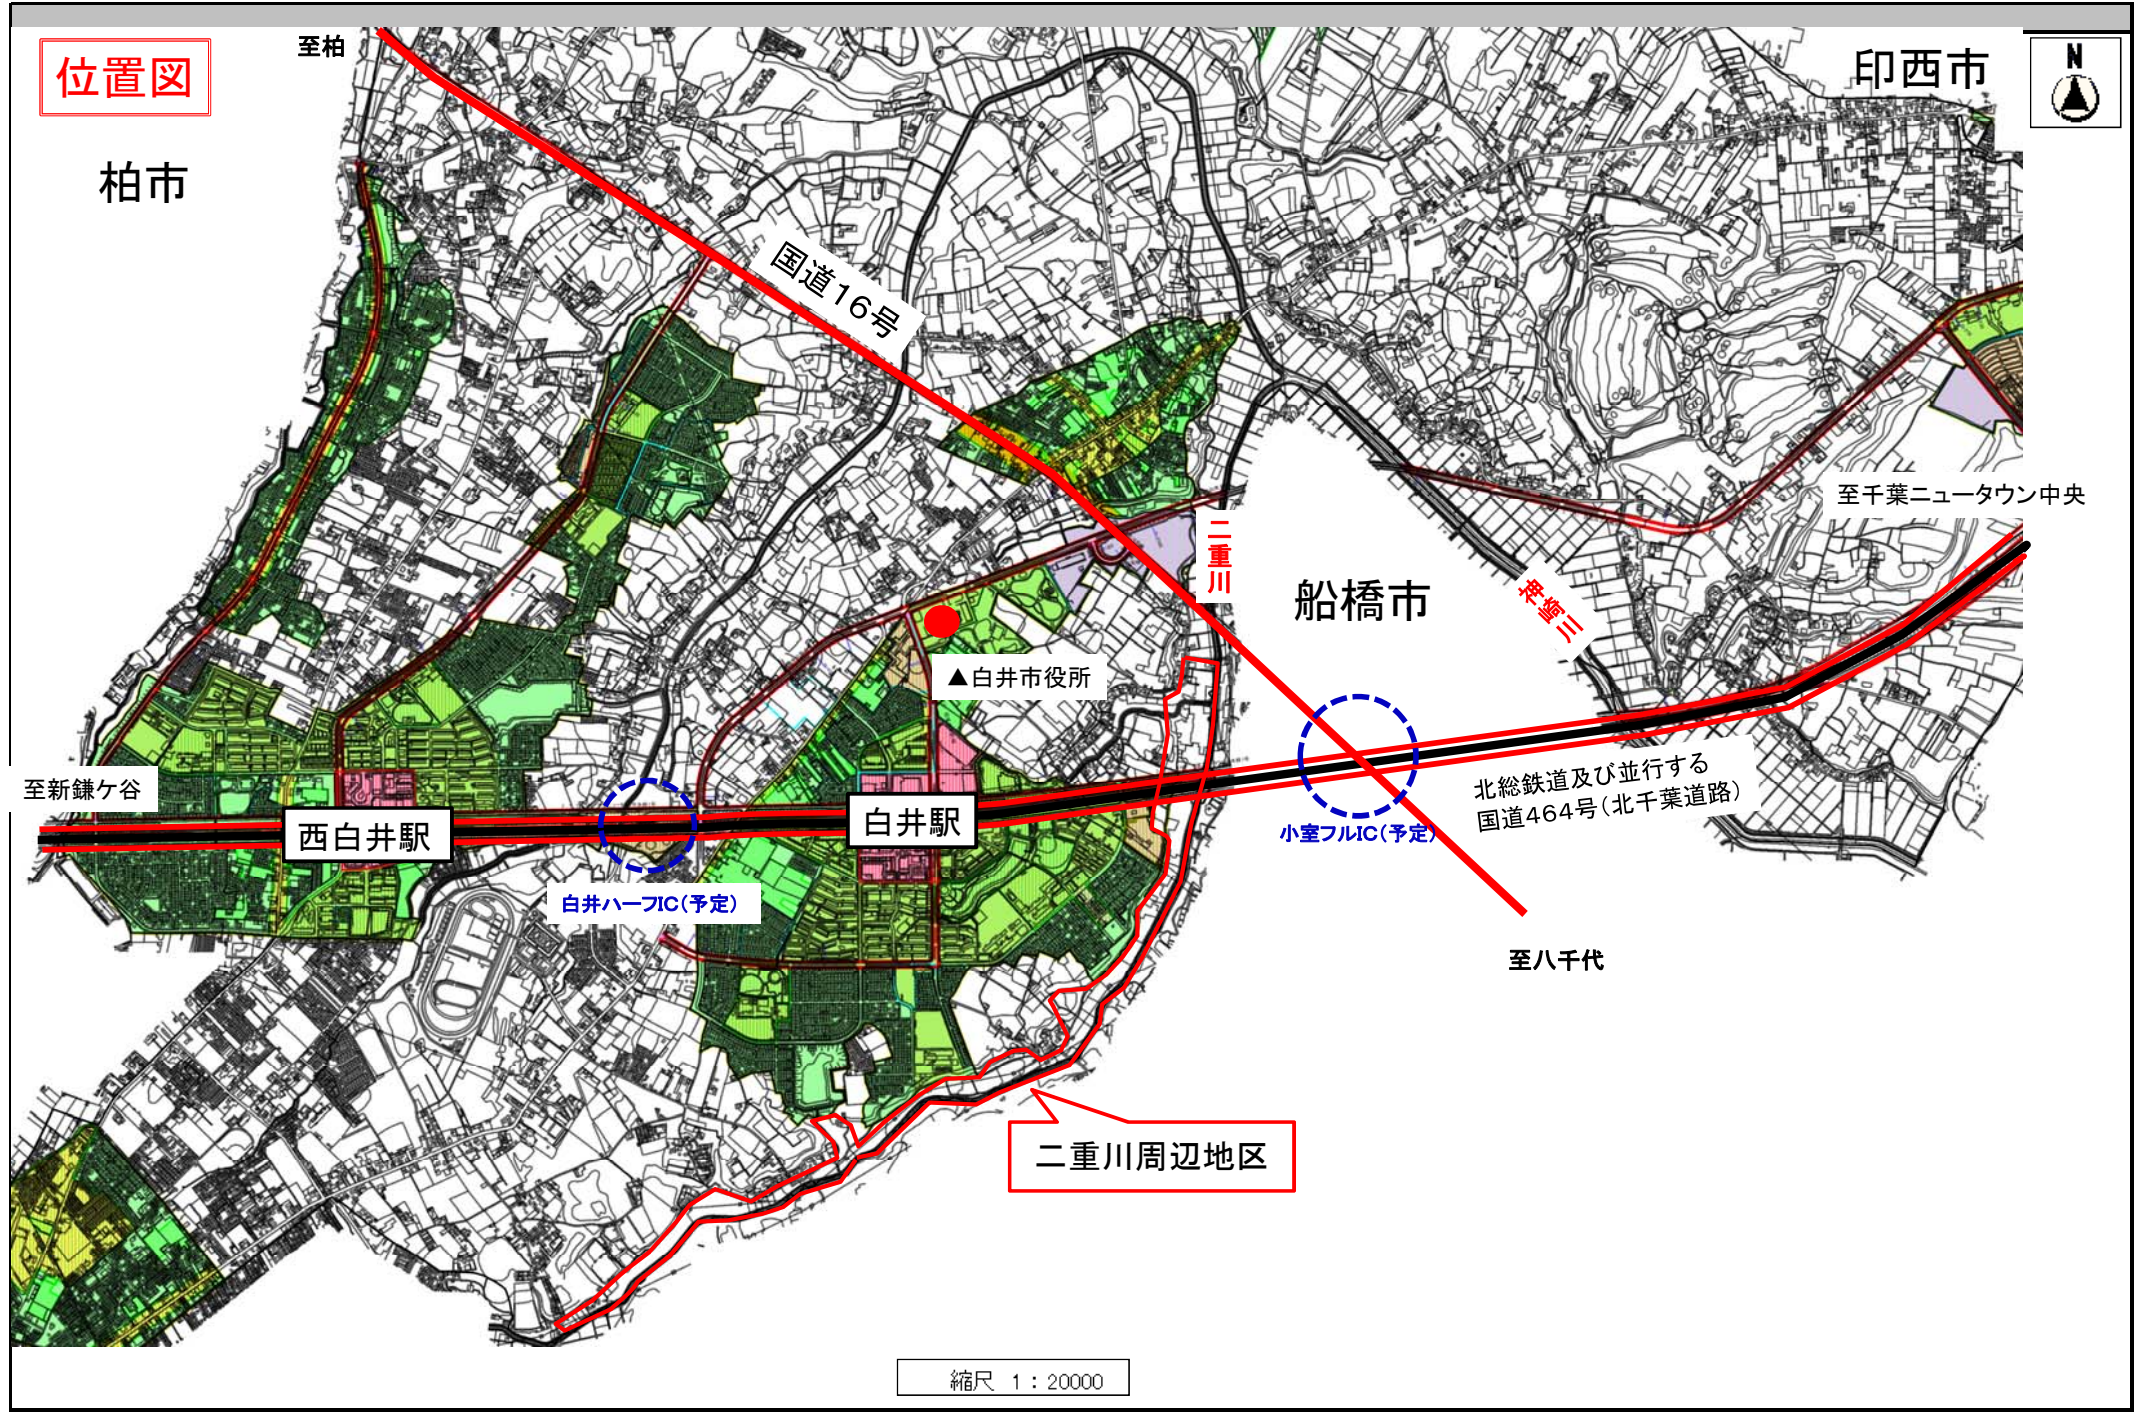 位置図
至柏
印西市
N
柏市
国道16号
至千葉ニュータウン中央
二重川
船橋市
神崎川
▲白井市役所
至新鎌ケ谷
西白井駅
白井駅
北総鉄道及び並行する
国道464号(北千葉道路)
小室フルIC(予定)
白井ハーフIC(予定)
至八千代
二重川周辺地区
縮尺 1:20000